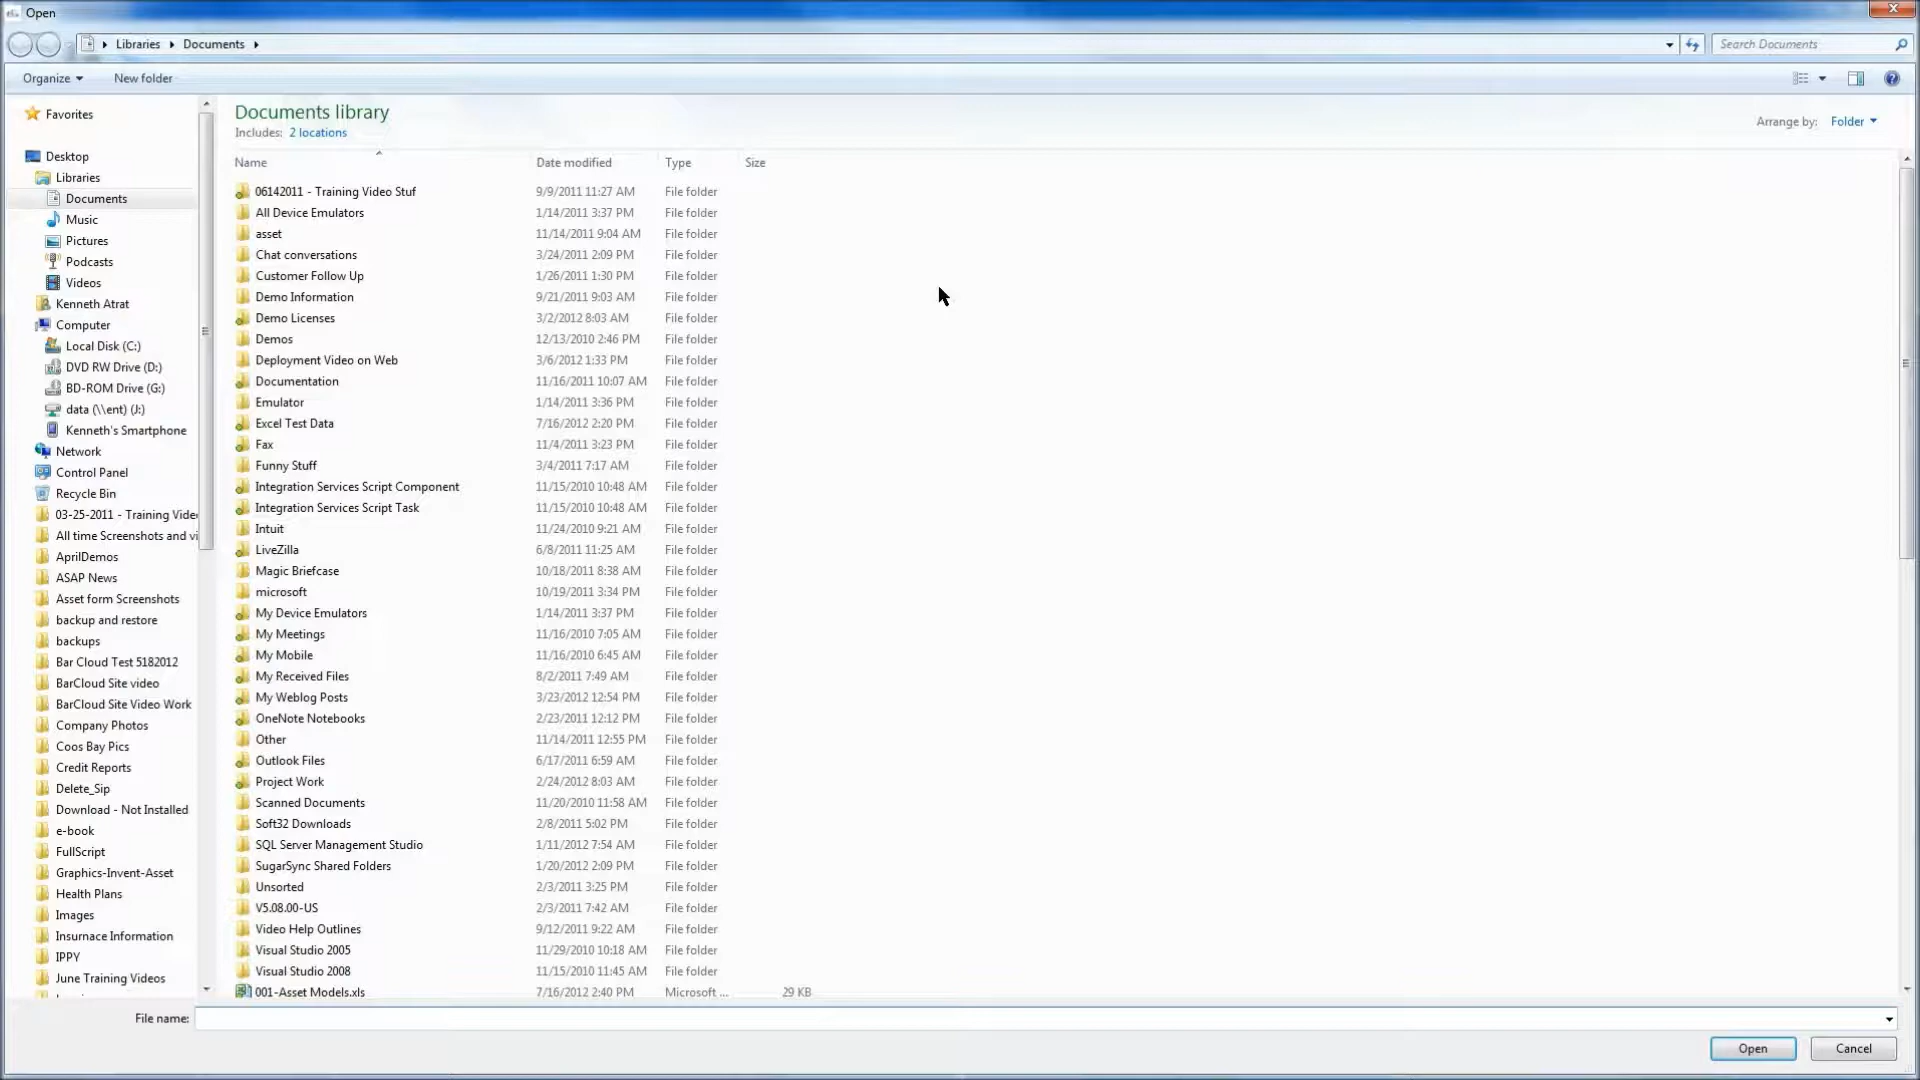 Open
Libraries Documents
Search Documents
Organize New folder
Favorites
Desktop
Libraries
Documents
Music
Pictures
Podcasts
Videos
Kenneth Atrat
Computer
Local Disk (C:)
DVD RW Drive (D:)
BD-ROM Drive (G:)
data (\\ent) (J:)
Kenneth's Smartphone
Network
Control Panel
Recycle Bin
03-25-2011 - Training Vide
All time Screenshots and vi
AprilDemos
ASAP News
Asset form Screenshots
backup and restore
backups
Bar Cloud Test 5182012
BarCloud Site video
BarCloud Site Video Work
Company Photos
Coos Bay Pics
Credit Reports
Delete_Sip
Download - Not Installed
e-book
FullScript
Graphics-Invent-Asset
Health Plans
Images
Insurnace Information
IPPY
June Training Videos
Documents library
Includes: 2 locations
Arrange by: Folder
Name Date modified Type Size
06142011 - Training Video Stuf 9/9/2011 11:27 AM File folder
All Device Emulators 1/14/2011 3:37 PM File folder
asset 11/14/2011 9:04 AM File folder
Chat conversations 3/24/2011 2:09 PM File folder
Customer Follow Up 1/26/2011 1:30 PM File folder
Demo Information 9/21/2011 9:03 AM File folder
Demo Licenses 3/2/2012 8:03 AM File folder
Demos 12/13/2010 2:46 PM File folder
Deployment Video on Web 3/6/2012 1:33 PM File folder
Documentation 11/16/2011 10:07 AM File folder
Emulator 1/14/2011 3:36 PM File folder
Excel Test Data 7/16/2012 2:20 PM File folder
Fax 11/4/2011 3:23 PM File folder
Funny Stuff 3/4/2011 7:17 AM File folder
Integration Services Script Component 11/15/2010 10:48 AM File folder
Integration Services Script Task 11/15/2010 10:48 AM File folder
Intuit 11/24/2010 9:21 AM File folder
LiveZilla 6/8/2011 11:25 AM File folder
Magic Briefcase 10/18/2011 8:38 AM File folder
microsoft 10/19/2011 3:34 PM File folder
My Device Emulators 1/14/2011 3:37 PM File folder
My Meetings 11/16/2010 7:05 AM File folder
My Mobile 11/16/2010 6:45 AM File folder
My Received Files 8/2/2011 7:49 AM File folder
My Weblog Posts 3/23/2012 12:54 PM File folder
OneNote Notebooks 2/23/2011 12:12 PM File folder
Other 11/14/2011 12:55 PM File folder
Outlook Files 6/17/2011 6:59 AM File folder
Project Work 2/24/2012 8:03 AM File folder
Scanned Documents 11/20/2010 11:58 AM File folder
Soft32 Downloads 2/8/2011 5:02 PM File folder
SQL Server Management Studio 1/11/2012 7:54 AM File folder
SugarSync Shared Folders 1/20/2012 2:09 PM File folder
Unsorted 2/3/2011 3:25 PM File folder
V5.08.00-US 2/3/2011 7:42 AM File folder
Video Help Outlines 9/12/2011 9:22 AM File folder
Visual Studio 2005 11/29/2010 10:18 AM File folder
Visual Studio 2008 11/15/2010 11:45 AM File folder
001-Asset Models.xls 7/16/2012 2:40 PM Microsoft ... 29 KB
File name:
Open Cancel